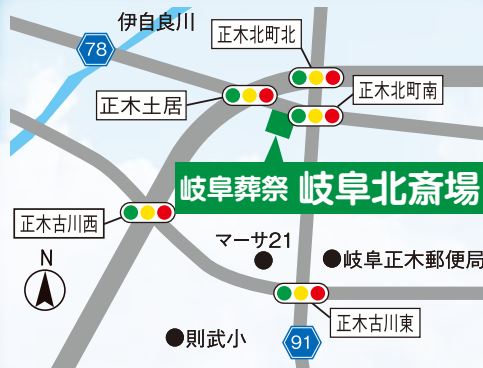 伊自良川
正木北町北
78
正木土居
正木北町南
岐阜葬祭 岐阜北斎場
正木古川西
マーサ21
N
岐阜正木郵便局
正木古川東
則武小
91